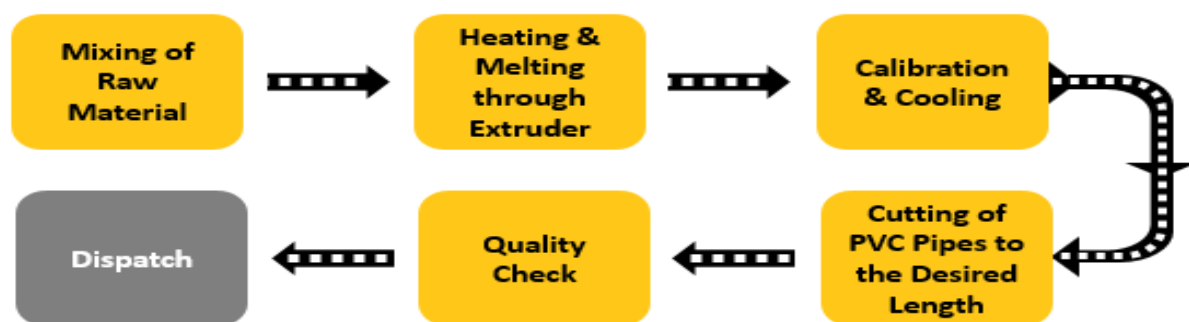 Mixing of
Raw
Material
Heating &
Melting
through
Extruder
Calibration
& Cooling
Cutting of
PVC Pipes to
the Desired
Length
Quality
Check
Dispatch